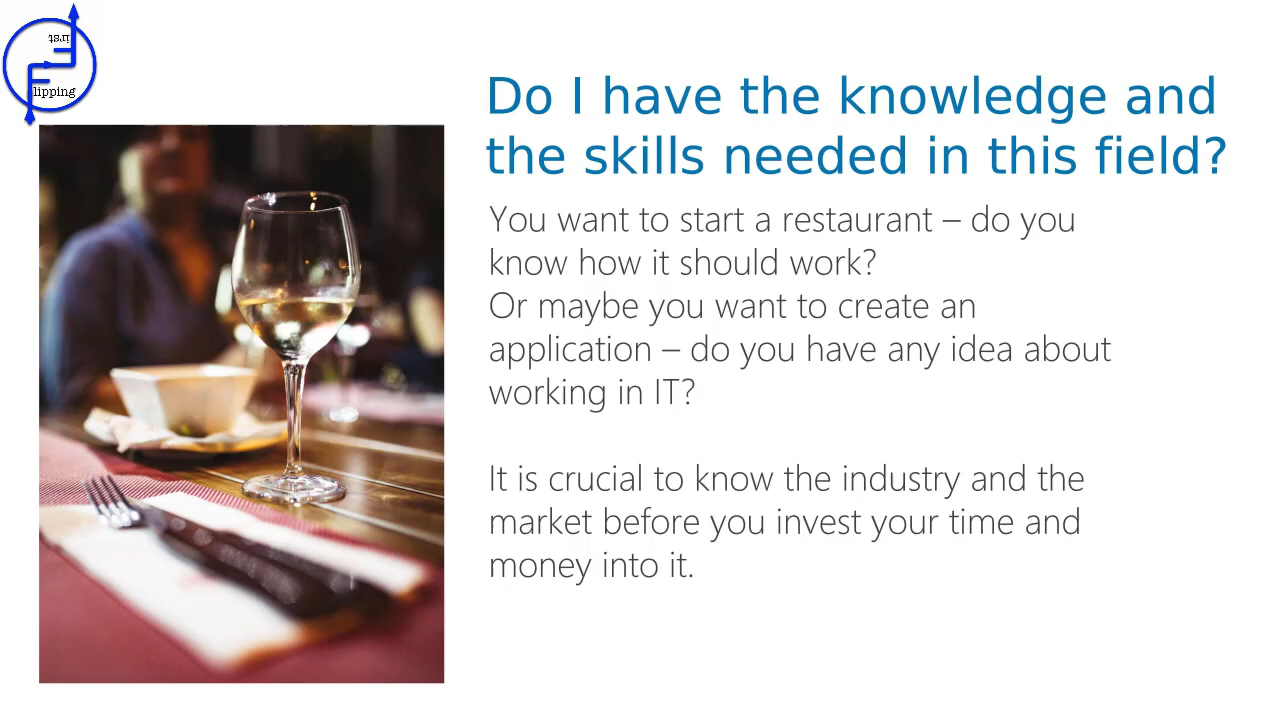 First
Flipping
Do I have the knowledge and
the skills needed in this field?
You want to start a restaurant – do you
know how it should work?
Or maybe you want to create an
application – do you have any idea about
working in IT?
It is crucial to know the industry and the
market before you invest your time and
money into it.